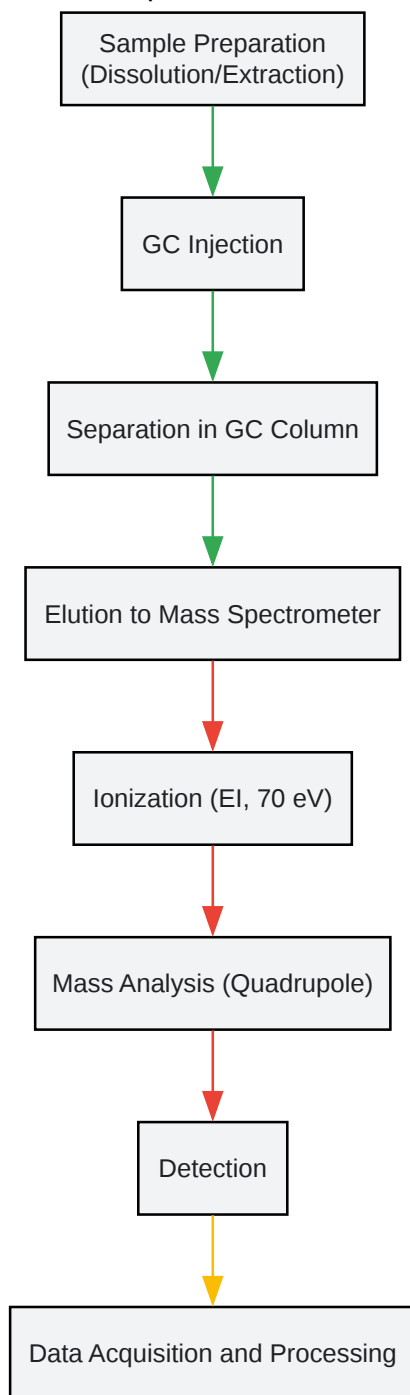 Sample Preparation
(Dissolution/Extraction)
GC Injection
Separation in GC Column
Elution to Mass Spectrometer
Ionization (EI, 70 eV)
Mass Analysis (Quadrupole)
Detection
Data Acquisition and Processing